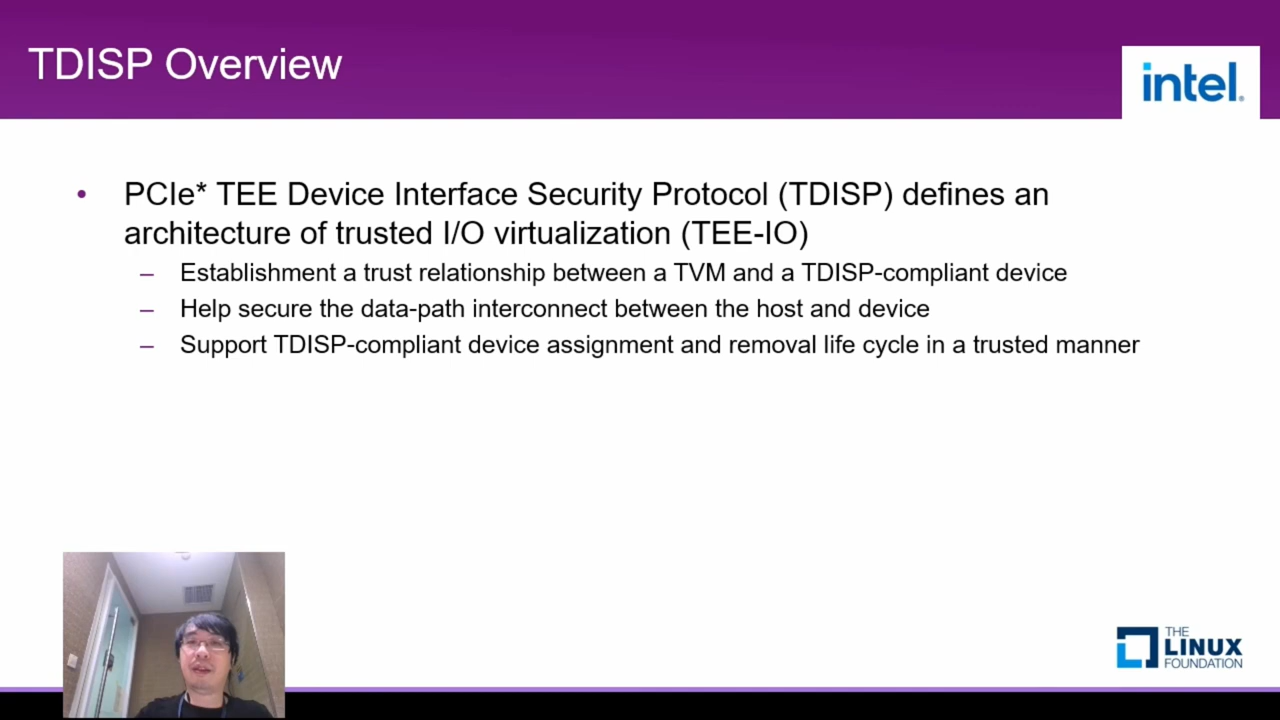 TDISP Overview
intel.
• PCIe* TEE Device Interface Security Protocol (TDISP) defines an
architecture of trusted I/O virtualization (TEE-IO)
– Establishment a trust relationship between a TVM and a TDISP-compliant device
– Help secure the data-path interconnect between the host and device
– Support TDISP-compliant device assignment and removal life cycle in a trusted manner
THE
LINUX
FOUNDATION